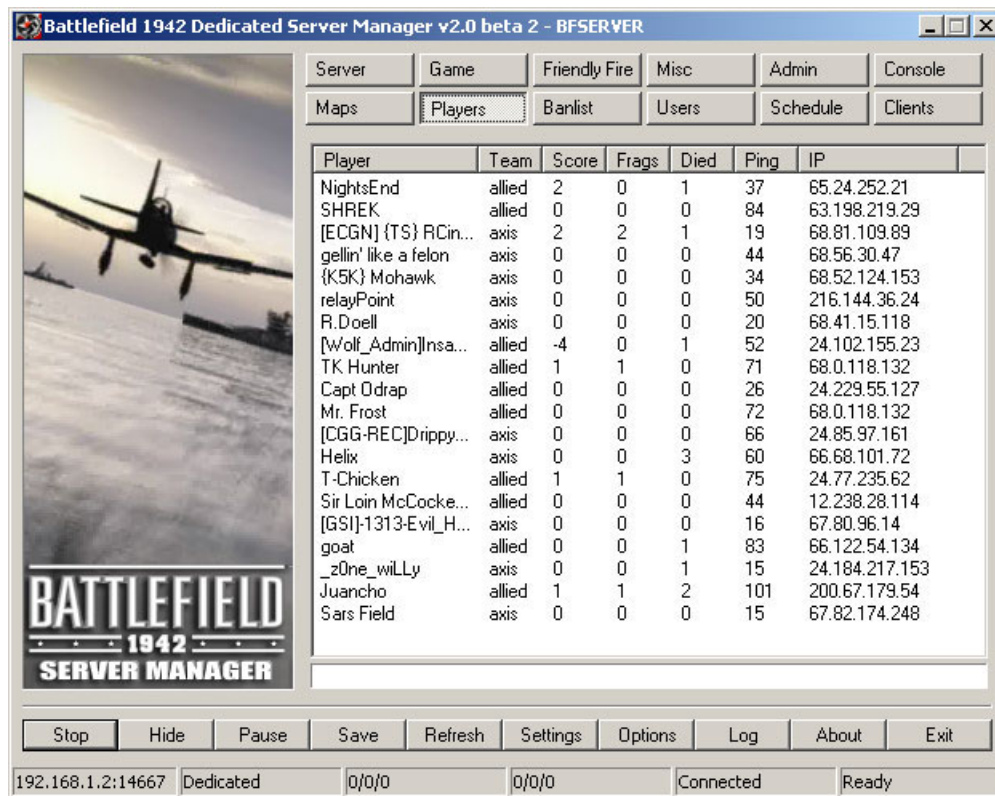 Battlefield 1942 Dedicated Server Manager v2.0 beta 2 - BFSERVER
Server Game Friendly Fire Misc Admin Console
Maps Players Banlist Users Schedule Clients
Player Team Score Frags Died Ping IP
NightsEnd allied 2 0 1 37 65.24.252.21
SHREK allied 0 0 0 84 63.198.219.29
[ECGN] {TS} RCin... axis 2 2 1 19 68.81.109.89
gellin' like a felon axis 0 0 0 44 68.56.30.47
{K5K} Mohawk axis 0 0 0 34 68.52.124.153
relayPoint axis 0 0 0 50 216.144.36.24
R.Doell axis 0 0 0 20 68.41.15.118
[Wolf_Admin]Insa... allied -4 0 1 52 24.102.155.23
TK Hunter allied 1 1 0 71 68.0.118.132
Capt Odrap allied 0 0 0 26 24.229.55.127
Mr. Frost allied 0 0 0 72 68.0.118.132
[CGG-REC]Drippy... axis 0 0 0 66 24.85.97.161
Helix axis 0 0 3 60 66.68.101.72
T-Chicken allied 1 1 0 75 24.77.235.62
Sir Loin McCocke... allied 0 0 0 44 12.238.28.114
[GSI]-1313-Evil_H... axis 0 0 0 16 67.80.96.14
goat allied 0 0 1 83 66.122.54.134
_z0ne_wiLLy axis 0 0 1 15 24.184.217.153
Juancho allied 1 1 2 101 200.67.179.54
Sars Field axis 0 0 0 15 67.82.174.248
BATTLEFIELD
1942
SERVER MANAGER
Stop Hide Pause Save Refresh Settings Options Log About Exit
192.168.1.2:14667 Dedicated 0/0/0 0/0/0 Connected Ready